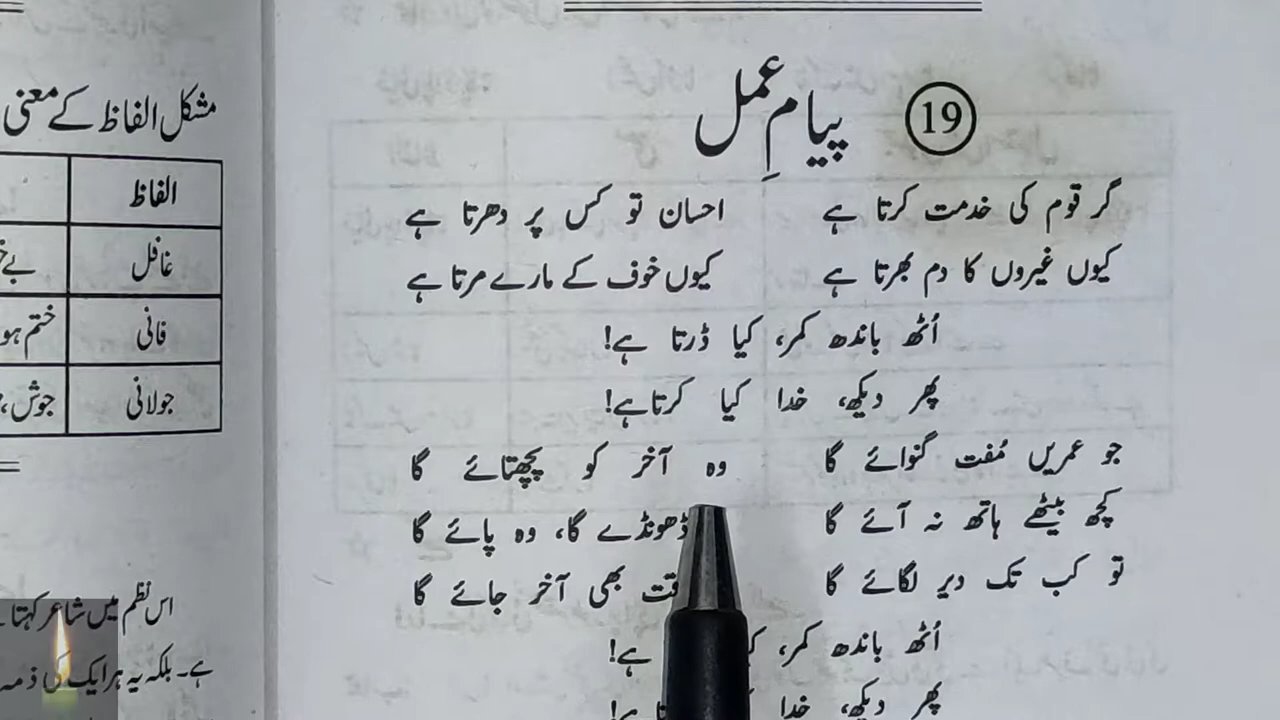 19 پیامِ عمل
گر قوم کی خدمت کرتا ہے احسان تو کس پر دھرتا ہے
کیوں غیروں کا دم بھرتا ہے کیوں خوف کے مارے مرتا ہے
اُٹھ باندھ کمر، کیا ڈرتا ہے!
پھر دیکھ، خدا کیا کرتا ہے!
جو عمریں مُفت گنوائے گا وہ آخر کو پچھتائے گا
کچھ بیٹھے ہاتھ نہ آئے گا ڈھونڈے گا، وہ پائے گا
تو کب تک دیر لگائے گا بھی آخر جائے گا
اُٹھ باندھ کمر، ہے!
پھر دیکھ، خدا
مشکل الفاظ کے معنی
الفاظ
غافل
فانی ختم
جولانی جوش،
اس نظم میں شاعر کہتا
ہے۔ بلکہ یہ ہر ایک کی